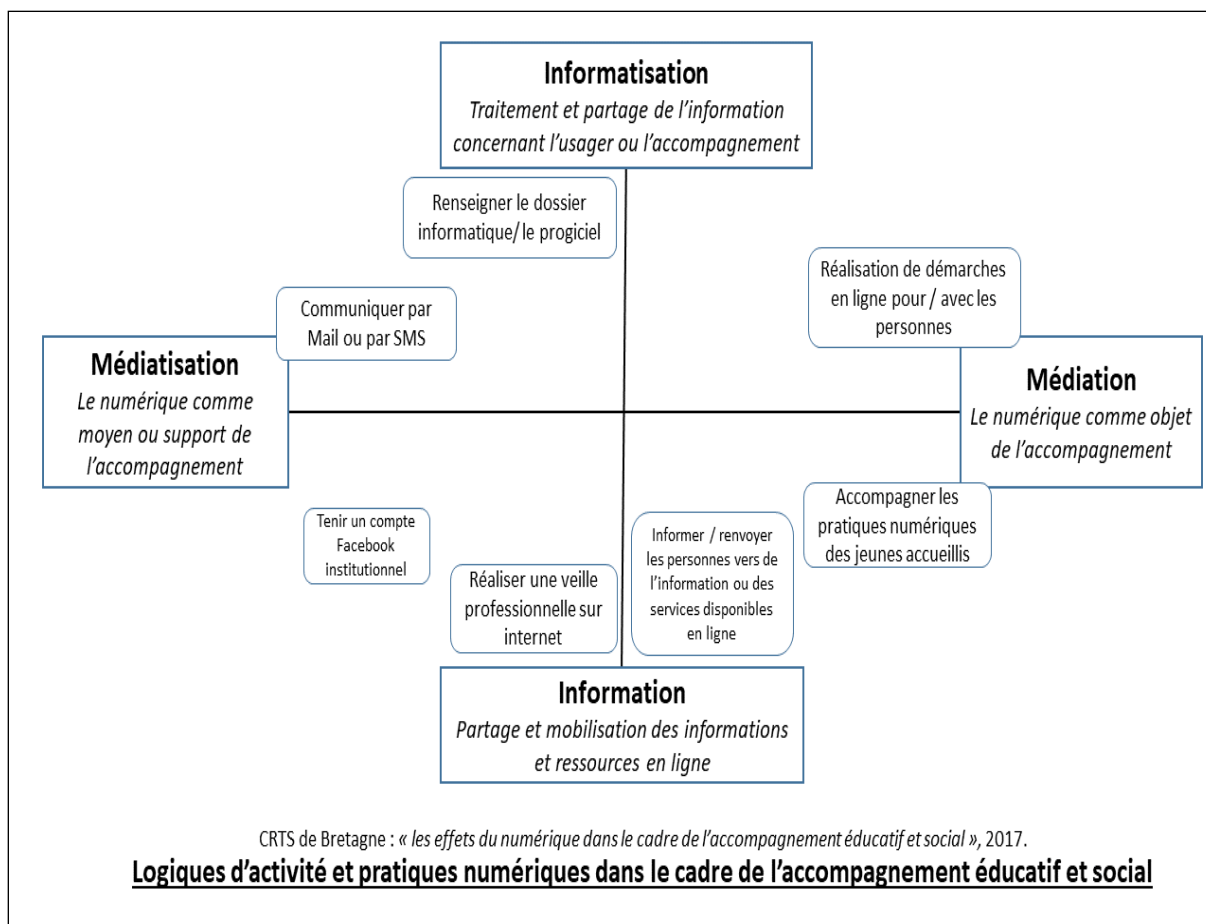 Informatisation
Traitement et partage de l'information
concernant l'usager ou l'accompagnement
Renseigner le dossier
informatique/ le progiciel
Réalisation de démarches
en ligne pour / avec les
personnes
Communiquer par
Mail ou par SMS
Médiatisation
Le numérique comme
moyen ou support de
l'accompagnement
Médiation
Le numérique comme objet
de l'accompagnement
Accompagner les
pratiques numériques
des jeunes accueillis
Tenir un compte
Facebook
institutionnel
Réaliser une veille
professionnelle sur
internet
Informer / renvoyer
les personnes vers de
l'information ou des
services disponibles
en ligne
Information
Partage et mobilisation des informations
et ressources en ligne
CRTS de Bretagne : « les effets du numérique dans le cadre de l'accompagnement éducatif et social », 2017.
Logiques d'activité et pratiques numériques dans le cadre de l'accompagnement éducatif et social